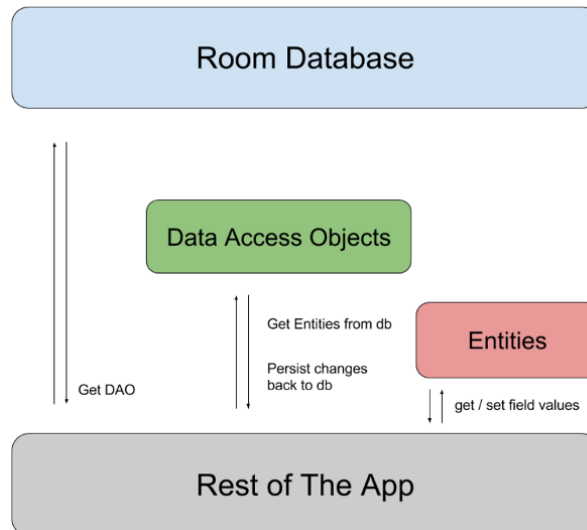 Room Database
Data Access Objects
Get Entities from db
Entities
Persist changes
back to db
Get DAO
get / set field values
Rest of The App